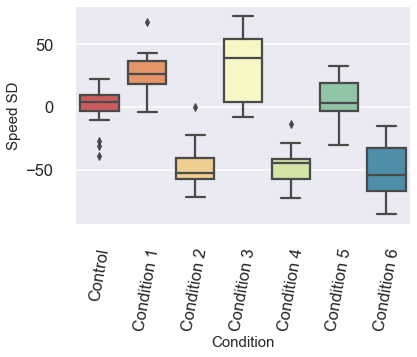 50
0
−50
Speed SD
Control
Condition 1
Condition 2
Condition 3
Condition 4
Condition 5
Condition 6
Condition